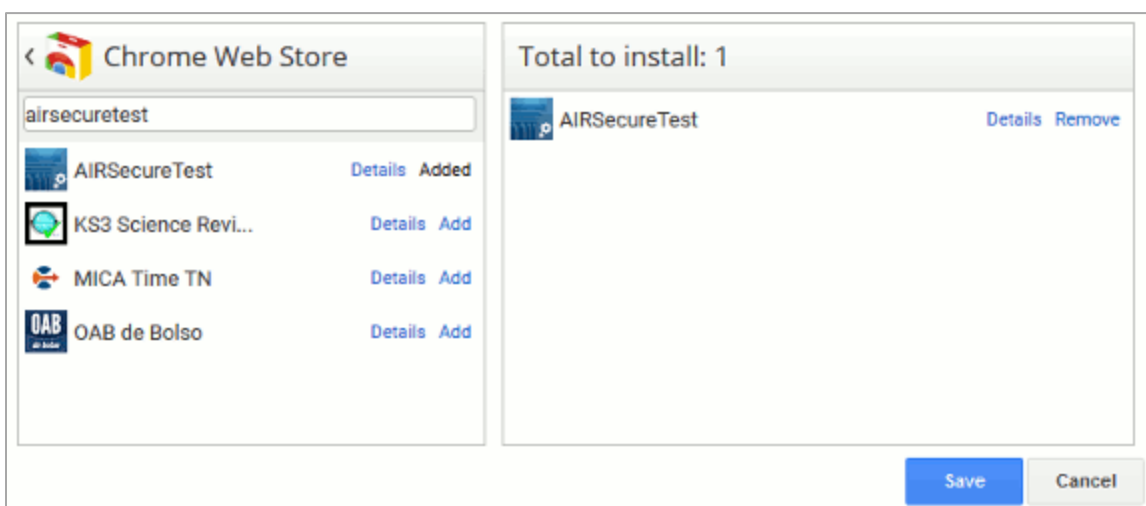 Chrome Web Store
airsecuretest
AIRSecureTest Details Added
KS3 Science Revi... Details Add
MICA Time TN Details Add
OAB de Bolso Details Add
Total to install: 1
AIRSecureTest Details Remove
Save Cancel